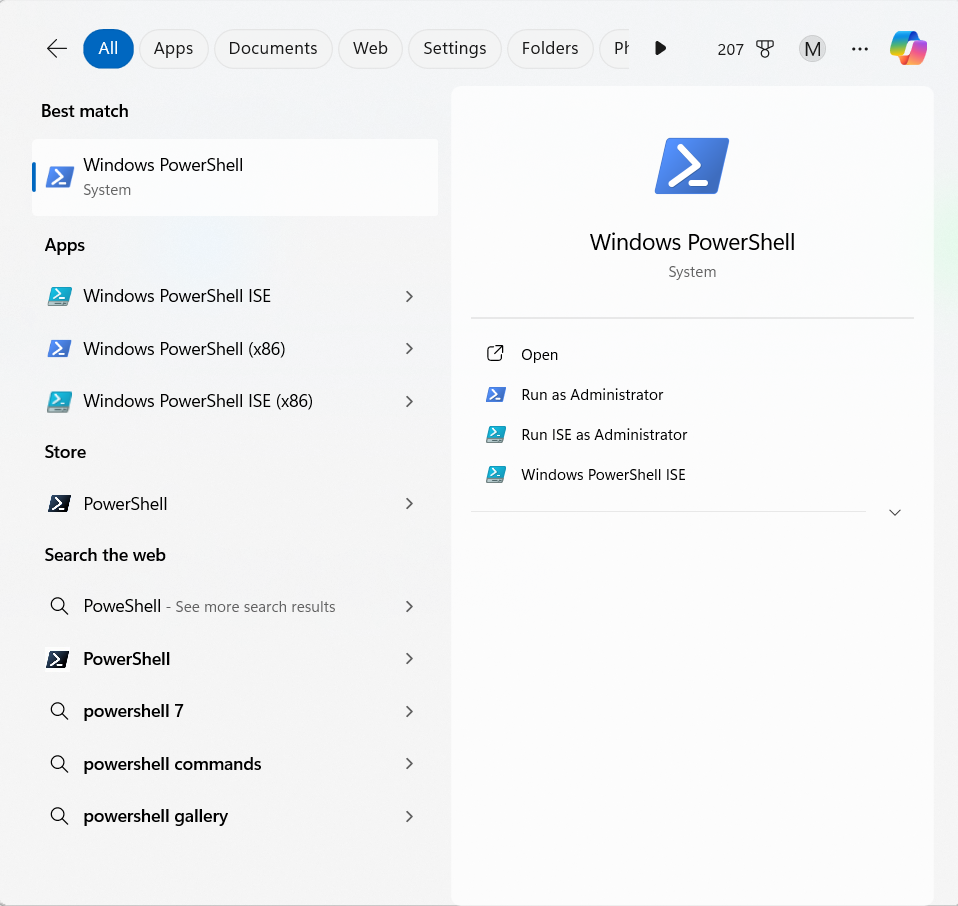 All Apps Documents Web Settings Folders Ph 207 M
Best match
Windows PowerShell
System
Apps
Windows PowerShell ISE
Windows PowerShell (x86)
Windows PowerShell ISE (x86)
Store
PowerShell
Search the web
PoweShell - See more search results
PowerShell
powershell 7
powershell commands
powershell gallery
Windows PowerShell
System
Open
Run as Administrator
Run ISE as Administrator
Windows PowerShell ISE